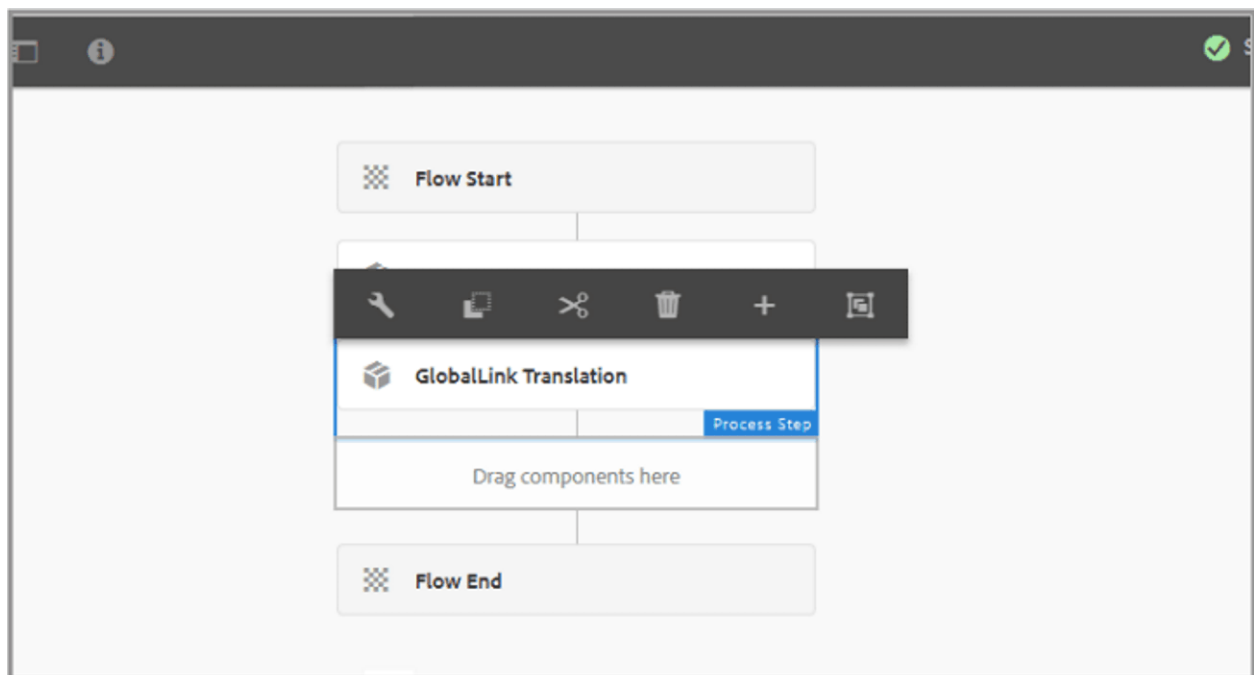 Flow Start
GlobalLink Translation
Process Step
Drag components here
Flow End